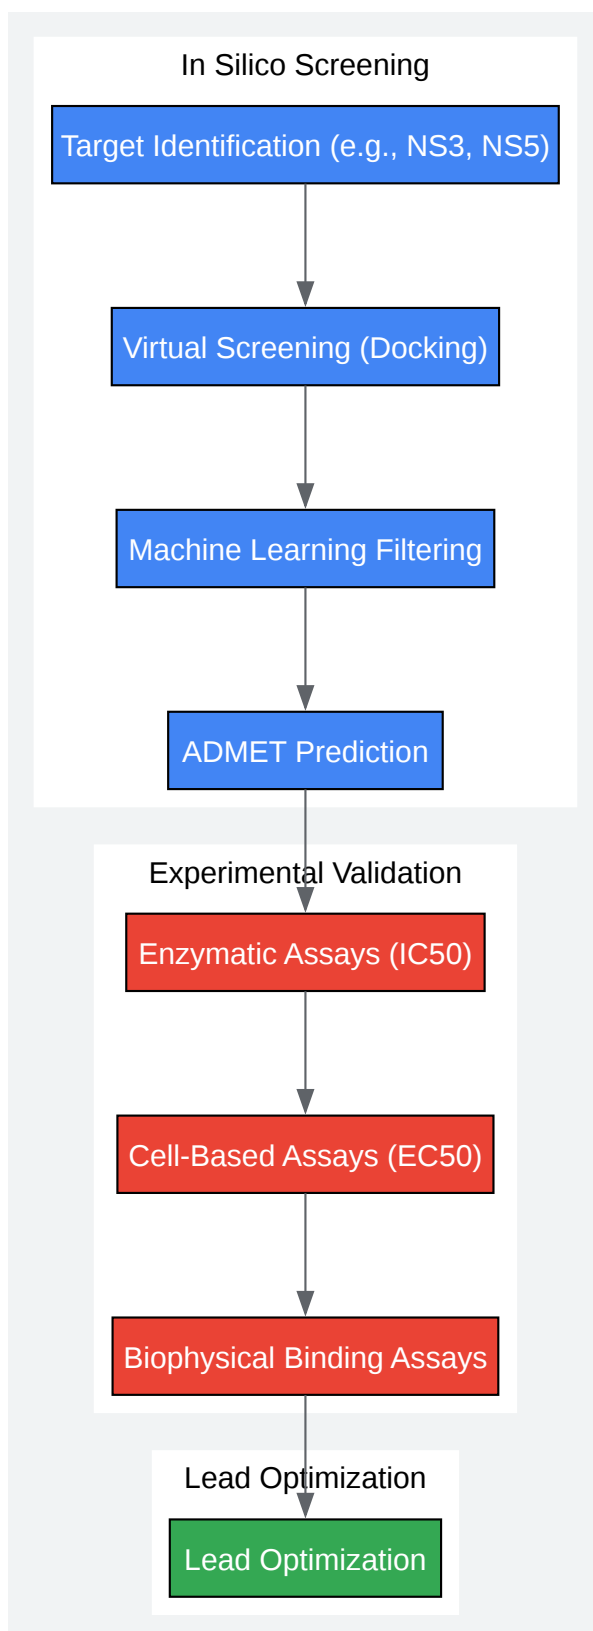 In Silico Screening
Target Identification (e.g., NS3, NS5)
Virtual Screening (Docking)
Machine Learning Filtering
ADMET Prediction
Experimental Validation
Enzymatic Assays (IC50)
Cell-Based Assays (EC50)
Biophysical Binding Assays
Lead Optimization
Lead Optimization